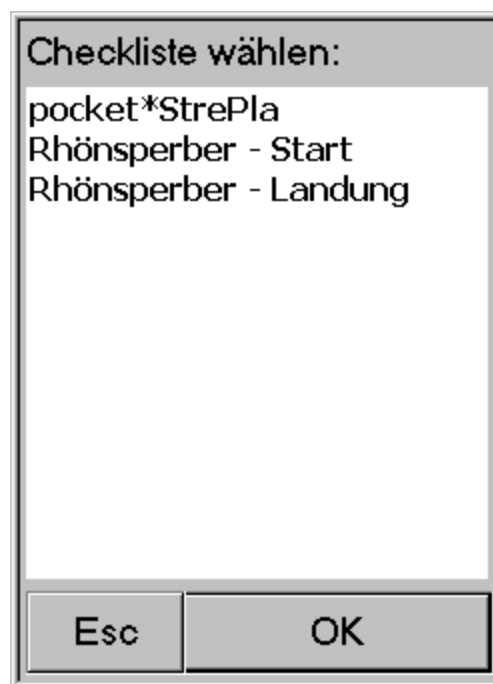 Checkliste wählen:
pocket*StrePla
Rhönsperber - Start
Rhönsperber - Landung
Esc
OK